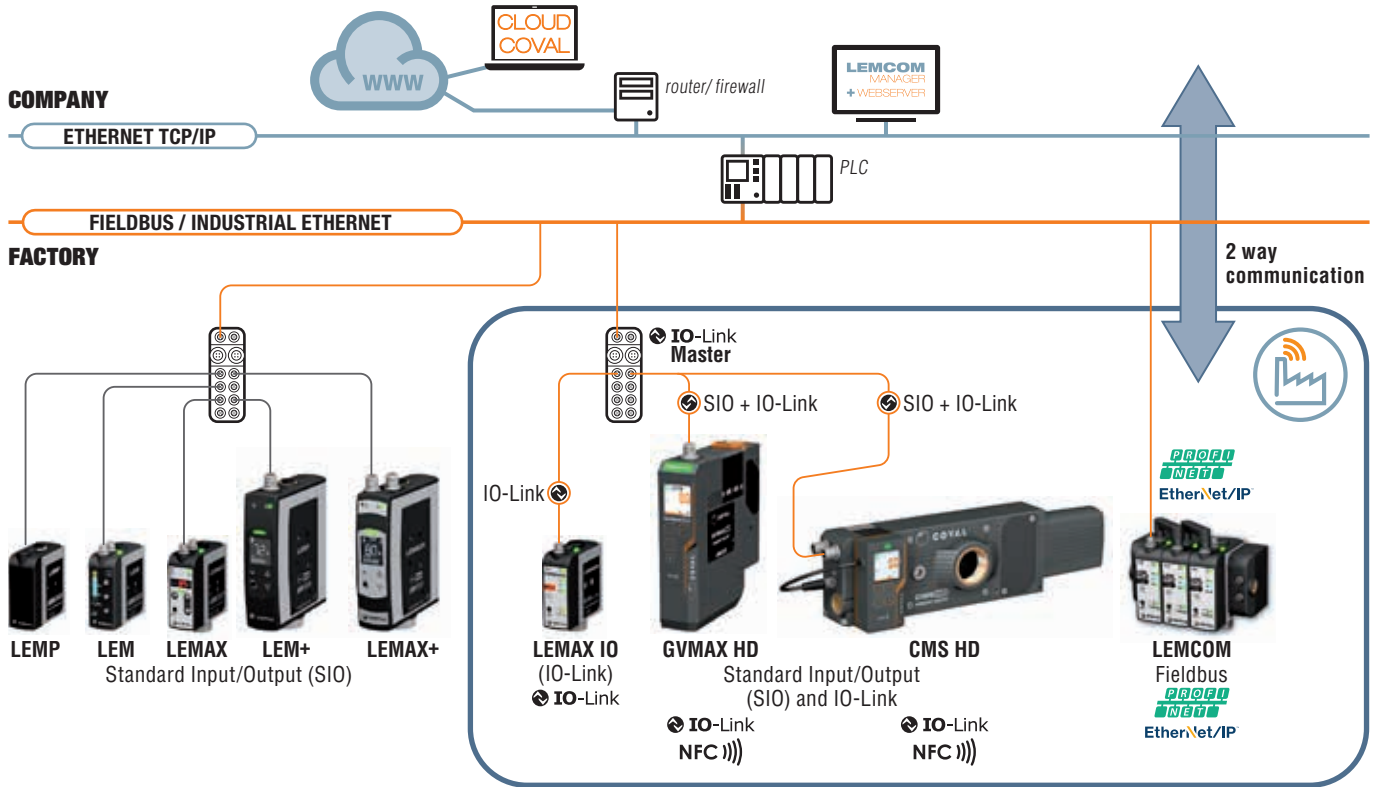 CLOUD
COVAL
www
router/ firewall
LEMCOM
MANAGER
+ WEBSERVER
COMPANY
ETHERNET TCP/IP
PLC
FIELDBUS / INDUSTRIAL ETHERNET
FACTORY
2 way
communication
IO-Link
Master
SIO + IO-Link
SIO + IO-Link
IO-Link
PROFI
NET
EtherNet/IP
COVAL
LEMP
LEM
LEMAX
LEM+
LEMAX+
Standard Input/Output (SIO)
LEMAX IO
(IO-Link)
IO-Link
GVMAX HD
CMS HD
Standard Input/Output
(SIO) and IO-Link
IO-Link
NFC
IO-Link
NFC
LEMCOM
Fieldbus
PROFI
NET
EtherNet/IP